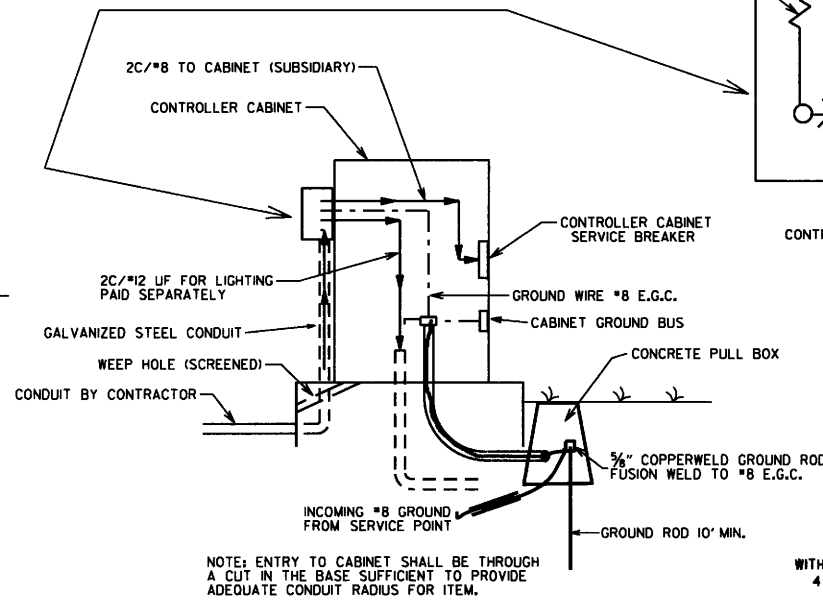 2C/#8 TO CABINET (SUBSIDIARY)
CONTROLLER CABINET
CONTROLLER CABINET
SERVICE BREAKER
CONT
2C/#12 UF FOR LIGHTING
PAID SEPARATELY
GROUND WIRE #8 E.G.C.
GALVANIZED STEEL CONDUIT
CABINET GROUND BUS
WEEP HOLE (SCREENED)
CONCRETE PULL BOX
CONDUIT BY CONTRACTOR
5/8" COPPERWELD GROUND ROD
FUSION WELD TO #8 E.G.C.
INCOMING #8 GROUND
FROM SERVICE POINT
GROUND ROD 10' MIN.
NOTE: ENTRY TO CABINET SHALL BE THROUGH
A CUT IN THE BASE SUFFICIENT TO PROVIDE
ADEQUATE CONDUIT RADIUS FOR ITEM.
WITH
4